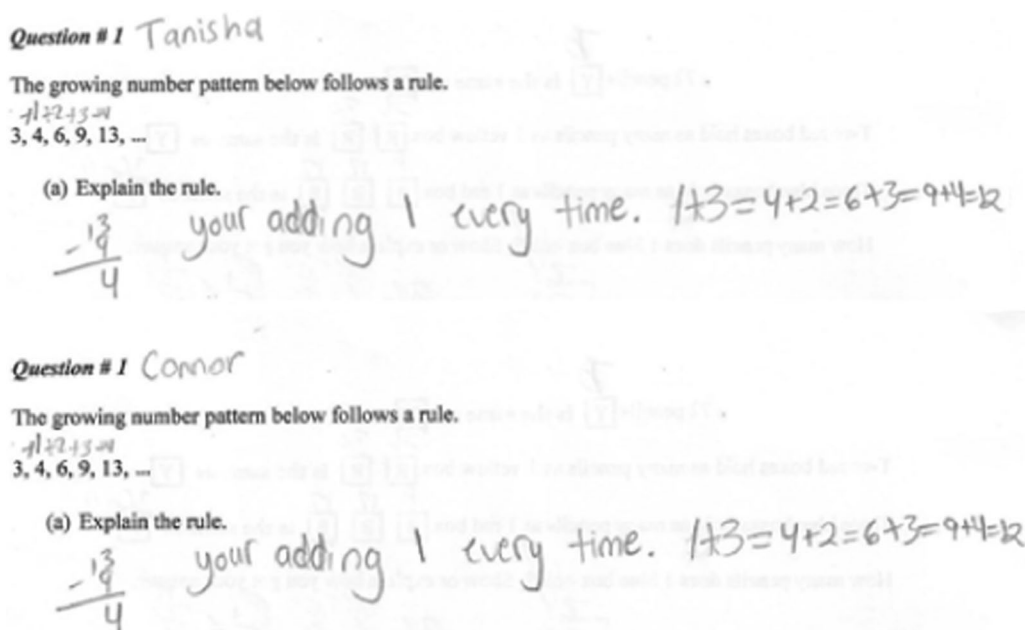 Question # 1 Tanisha
The growing number pattern below follows a rule.
+1+2+3+4
3, 4, 6, 9, 13, ...
(a) Explain the rule.
13
- 9
4
your adding 1 every time. 1+3=4+2=6+3=9+4=12
Question # 1 Connor
The growing number pattern below follows a rule.
+1+2+3+4
3, 4, 6, 9, 13, ...
(a) Explain the rule.
13
- 9
4
your adding 1 every time. 1+3=4+2=6+3=9+4=12